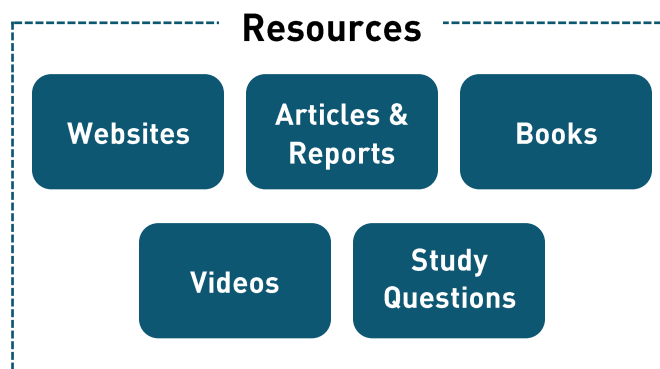 Resources
Websites
Articles &
Reports
Books
Videos
Study
Questions